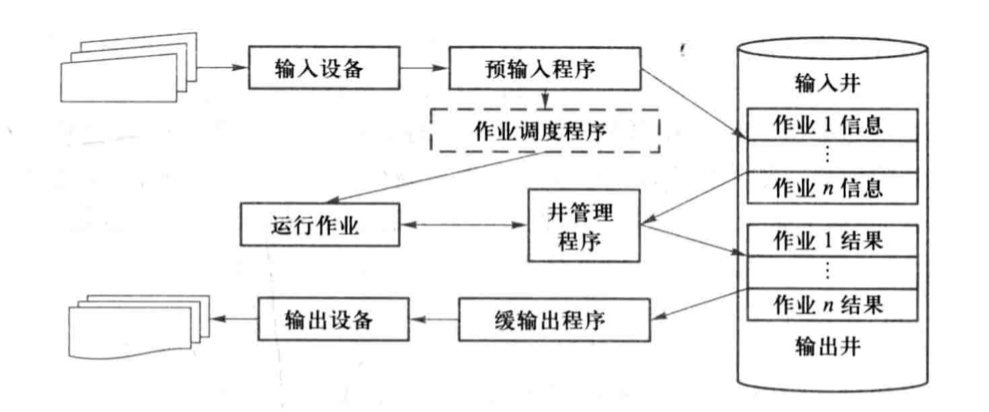 输入设备
预输入程序
作业调度程序
运行作业
井管理
程序
输出设备
缓输出程序
输入井
作业 1 信息
⋮
作业 n 信息
作业 1 结果
⋮
作业 n 结果
输出井